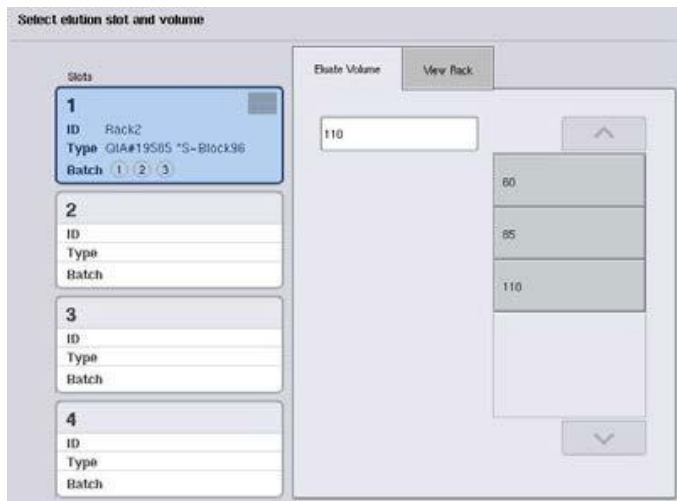 Select elution slot and volume
Slots
1
ID Rack2
Type QIA#19585 *S-Block96
Batch 1 2 3
2
ID
Type
Batch
3
ID
Type
Batch
4
ID
Type
Batch
Eluate Volume
View Rack
110
60
85
110